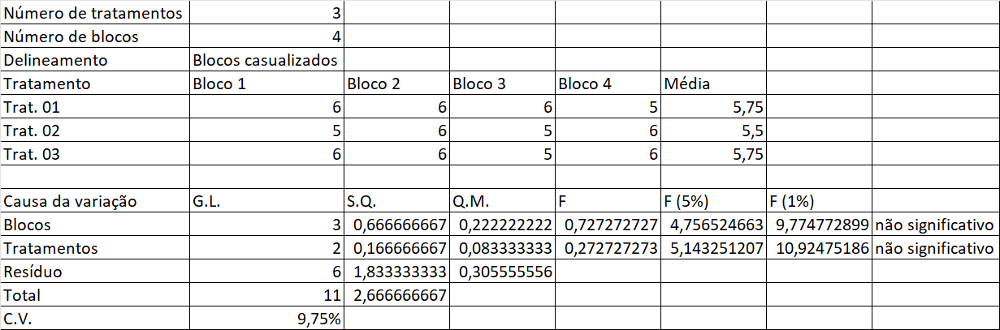 Número de tratamentos 3
Número de blocos 4
Delineamento Blocos casualizados
Tratamento Bloco 1 Bloco 2 Bloco 3 Bloco 4 Média
Trat. 01 6 6 6 5 5,75
Trat. 02 5 6 5 6 5,5
Trat. 03 6 6 5 6 5,75
Causa da variação G.L. S.Q. Q.M. F F (5%) F (1%)
Blocos 3 0,666666667 0,222222222 0,727272727 4,756524663 9,774772899 não significativo
Tratamentos 2 0,166666667 0,083333333 0,272727273 5,143251207 10,92475186 não significativo
Resíduo 6 1,833333333 0,305555556
Total 11 2,666666667
C.V. 9,75%